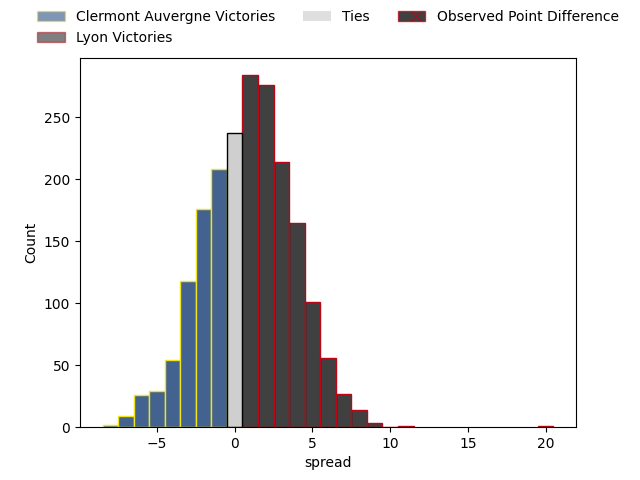 Clermont Auvergne Victories
Ties
Observed Point Difference
Lyon Victories
250
200
150
100
50
0
Count
−5
0
5
10
15
20
spread